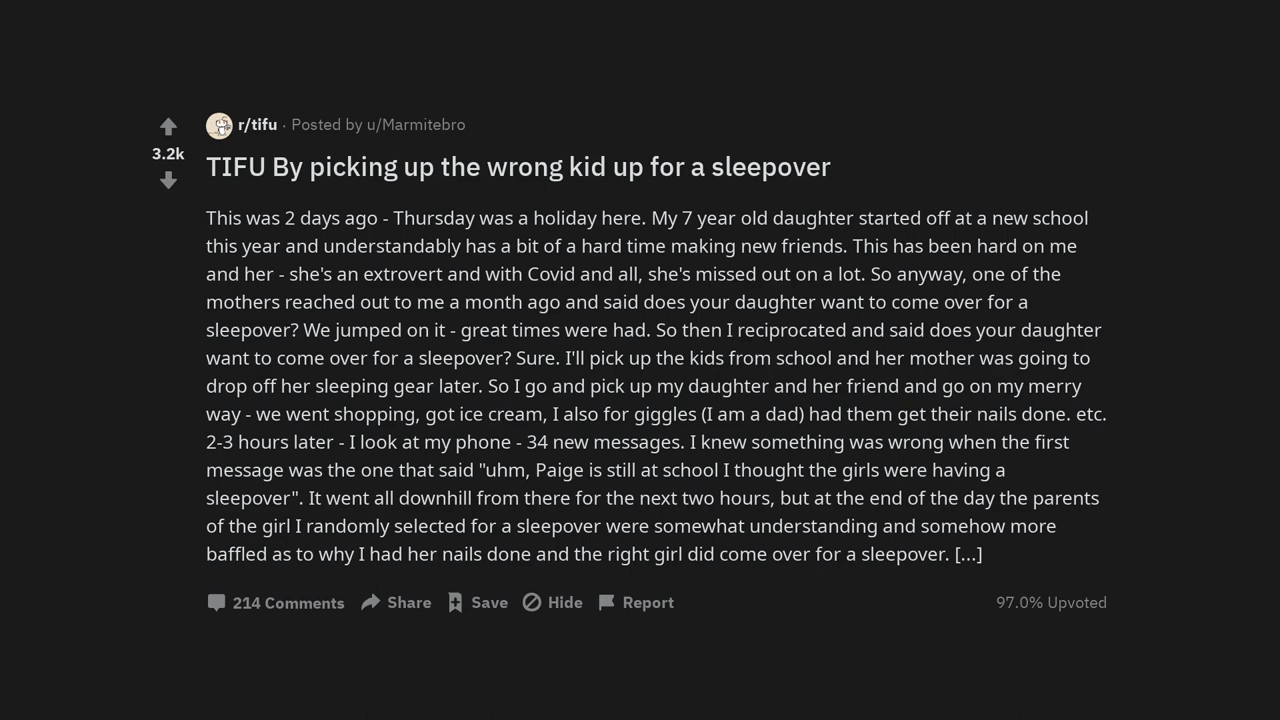 r/tifu · Posted by u/Marmitebro
3.2k
TIFU By picking up the wrong kid up for a sleepover
This was 2 days ago - Thursday was a holiday here. My 7 year old daughter started off at a new school
this year and understandably has a bit of a hard time making new friends. This has been hard on me
and her - she's an extrovert and with Covid and all, she's missed out on a lot. So anyway, one of the
mothers reached out to me a month ago and said does your daughter want to come over for a
sleepover? We jumped on it - great times were had. So then I reciprocated and said does your daughter
want to come over for a sleepover? Sure. I'll pick up the kids from school and her mother was going to
drop off her sleeping gear later. So I go and pick up my daughter and her friend and go on my merry
way - we went shopping, got ice cream, I also for giggles (I am a dad) had them get their nails done. etc.
2-3 hours later - I look at my phone - 34 new messages. I knew something was wrong when the first
message was the one that said "uhm, Paige is still at school I thought the girls were having a
sleepover". It went all downhill from there for the next two hours, but at the end of the day the parents
of the girl I randomly selected for a sleepover were somewhat understanding and somehow more
baffled as to why I had her nails done and the right girl did come over for a sleepover. [...]
214 Comments Share Save Hide Report 97.0% Upvoted